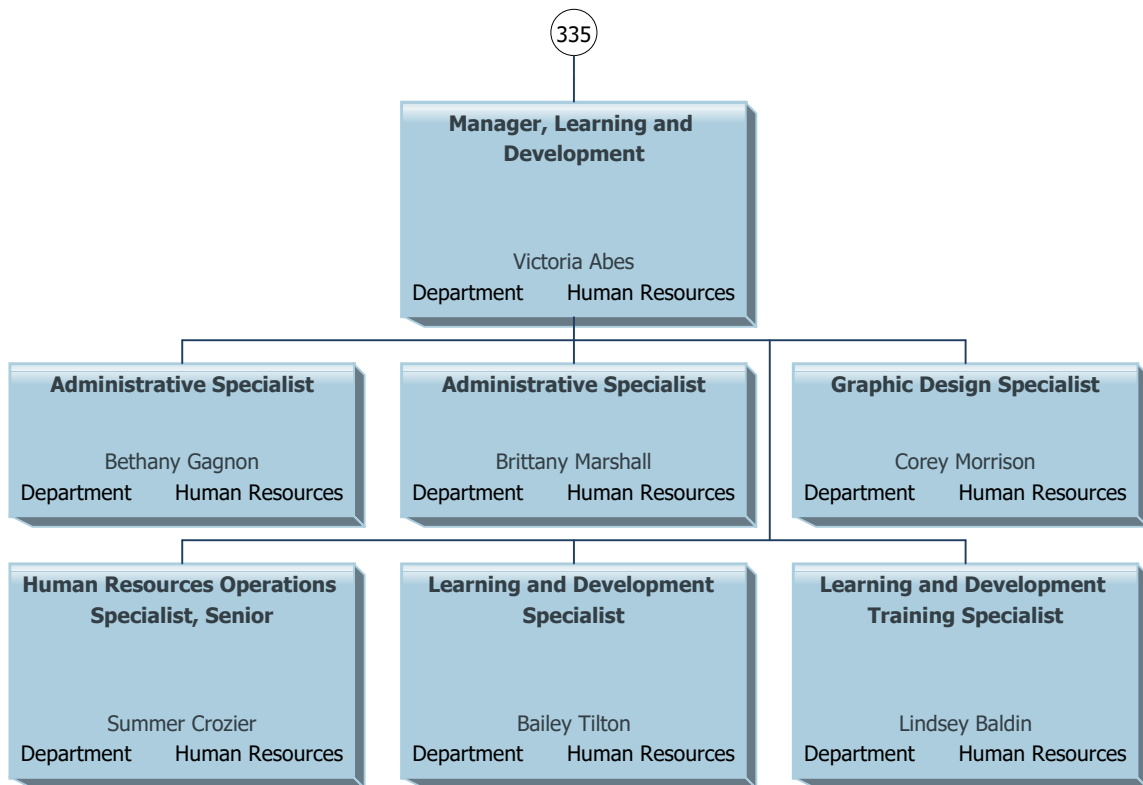 335
Manager, Learning and
Development
Victoria Abes
Department Human Resources
Administrative Specialist
Bethany Gagnon
Department Human Resources
Administrative Specialist
Brittany Marshall
Department Human Resources
Graphic Design Specialist
Corey Morrison
Department Human Resources
Human Resources Operations
Specialist, Senior
Summer Crozier
Department Human Resources
Learning and Development
Specialist
Bailey Tilton
Department Human Resources
Learning and Development
Training Specialist
Lindsey Baldin
Department Human Resources